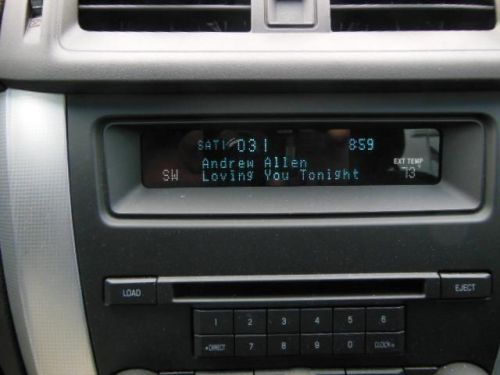 SAT1 031 8:59
Andrew Allen EXT TEMP
SW Loving You Tonight 73°
LOAD EJECT
1 2 3 4 5 6
DIRECT 7 8 9 0 CLOCK